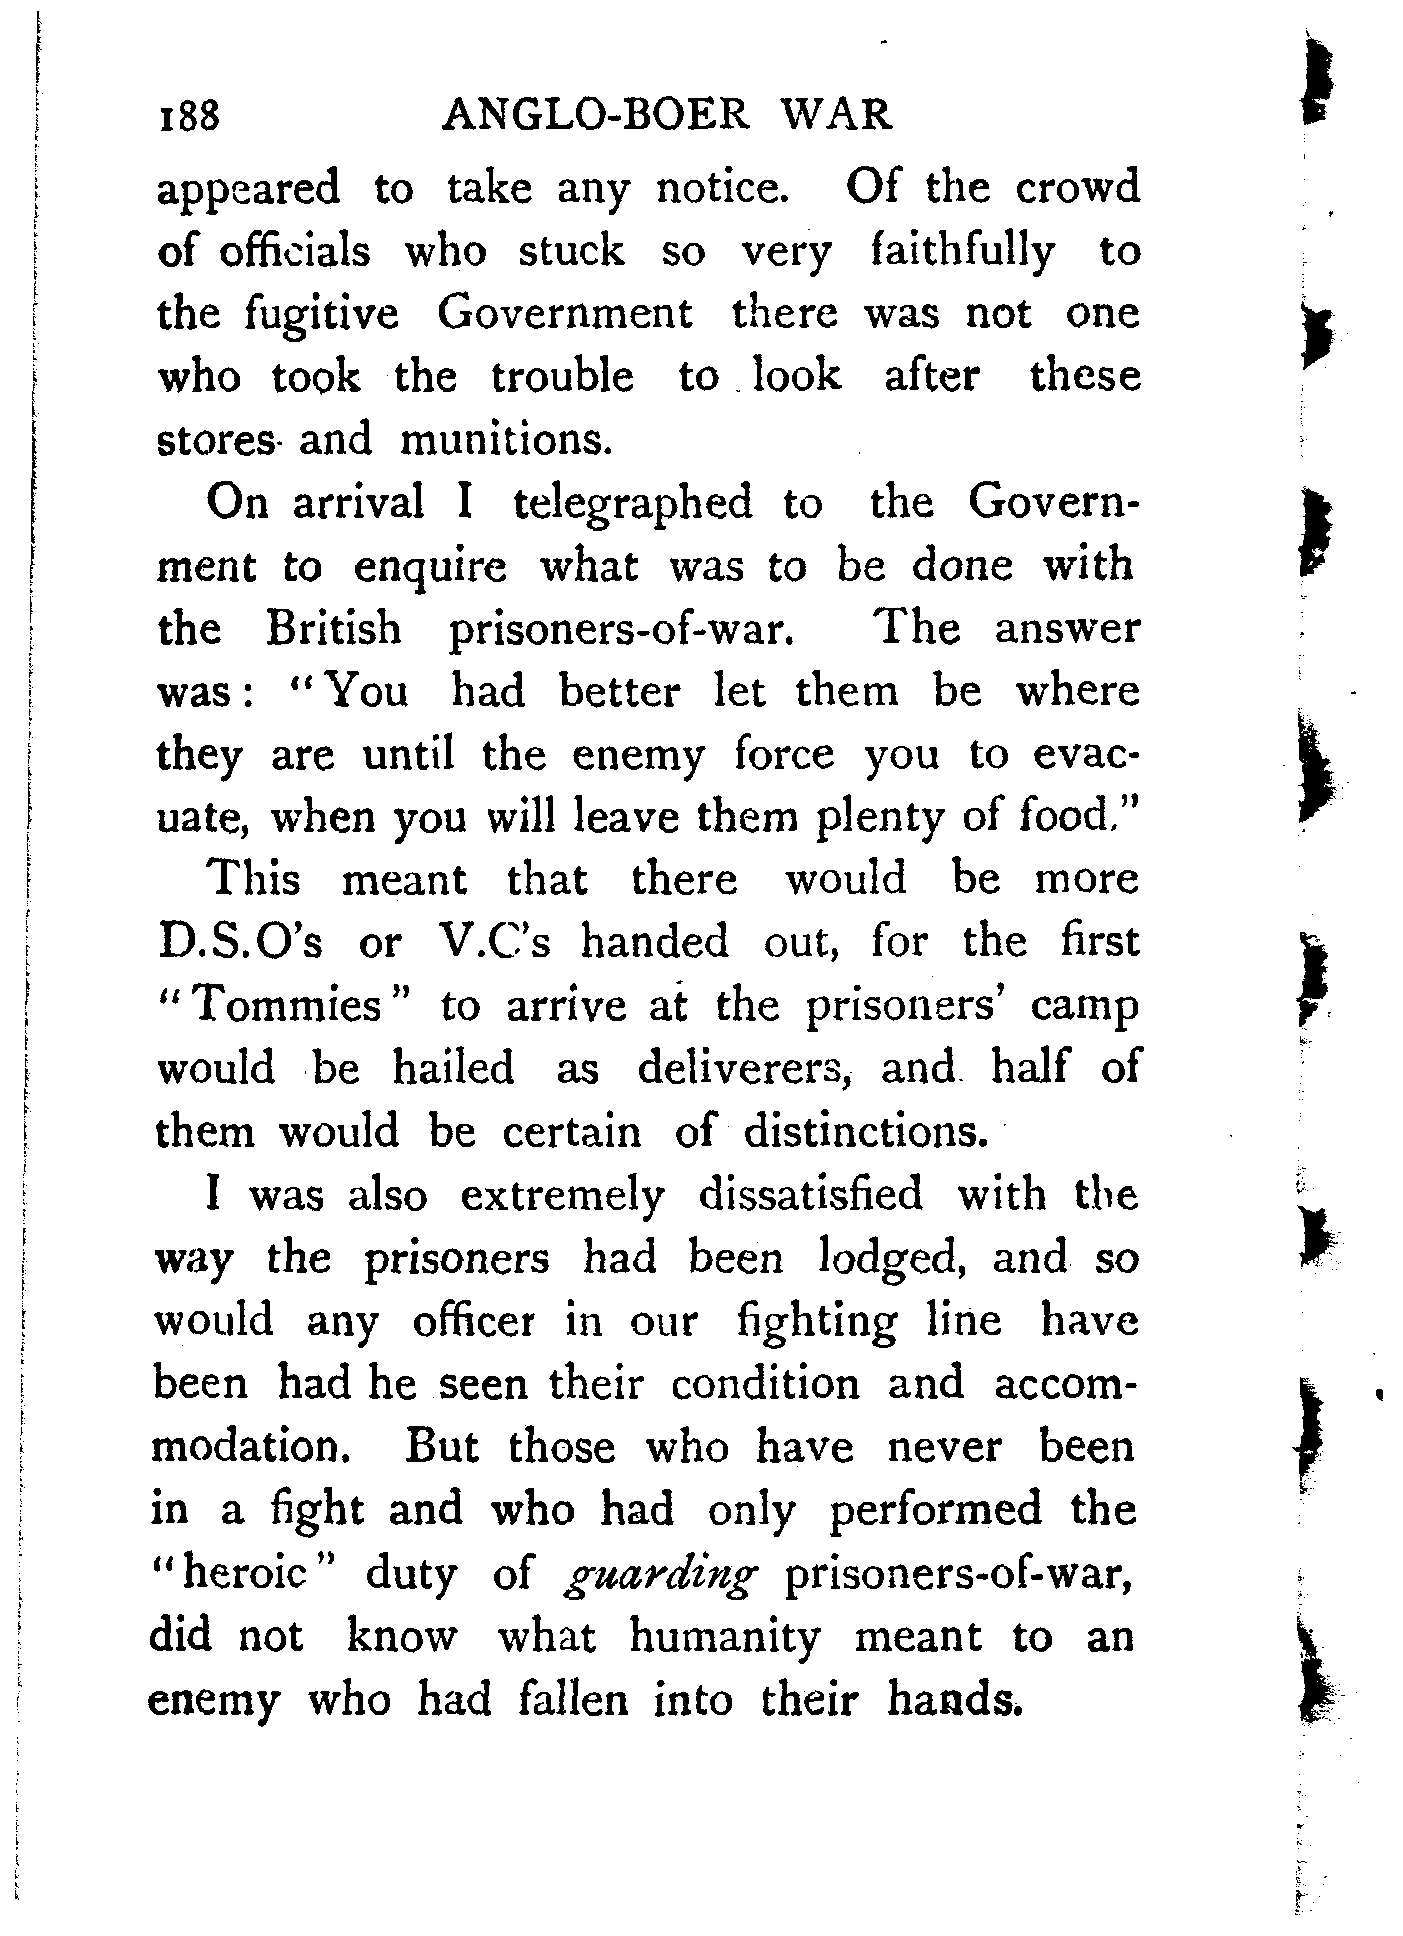 188 ANGLO-BOER WAR
appeared to take any notice. Of the crowd
of officials who stuck so very faithfully to
the fugitive Government there was not one
who took the trouble to look after these
stores and munitions.
On arrival I telegraphed to the Govern-
ment to enquire what was to be done with
the British prisoners-of-war. The answer
was: "You had better let them be where
they are until the enemy force you to evac-
uate, when you will leave them plenty of food."
This meant that there would be more
D.S.O's or V.C's handed out, for the first
"Tommies" to arrive at the prisoners' camp
would be hailed as deliverers, and half of
them would be certain of distinctions.
I was also extremely dissatisfied with the
way the prisoners had been lodged, and so
would any officer in our fighting line have
been had he seen their condition and accom-
modation. But those who have never been
in a fight and who had only performed the
"heroic" duty of guarding prisoners-of-war,
did not know what humanity meant to an
enemy who had fallen into their hands.